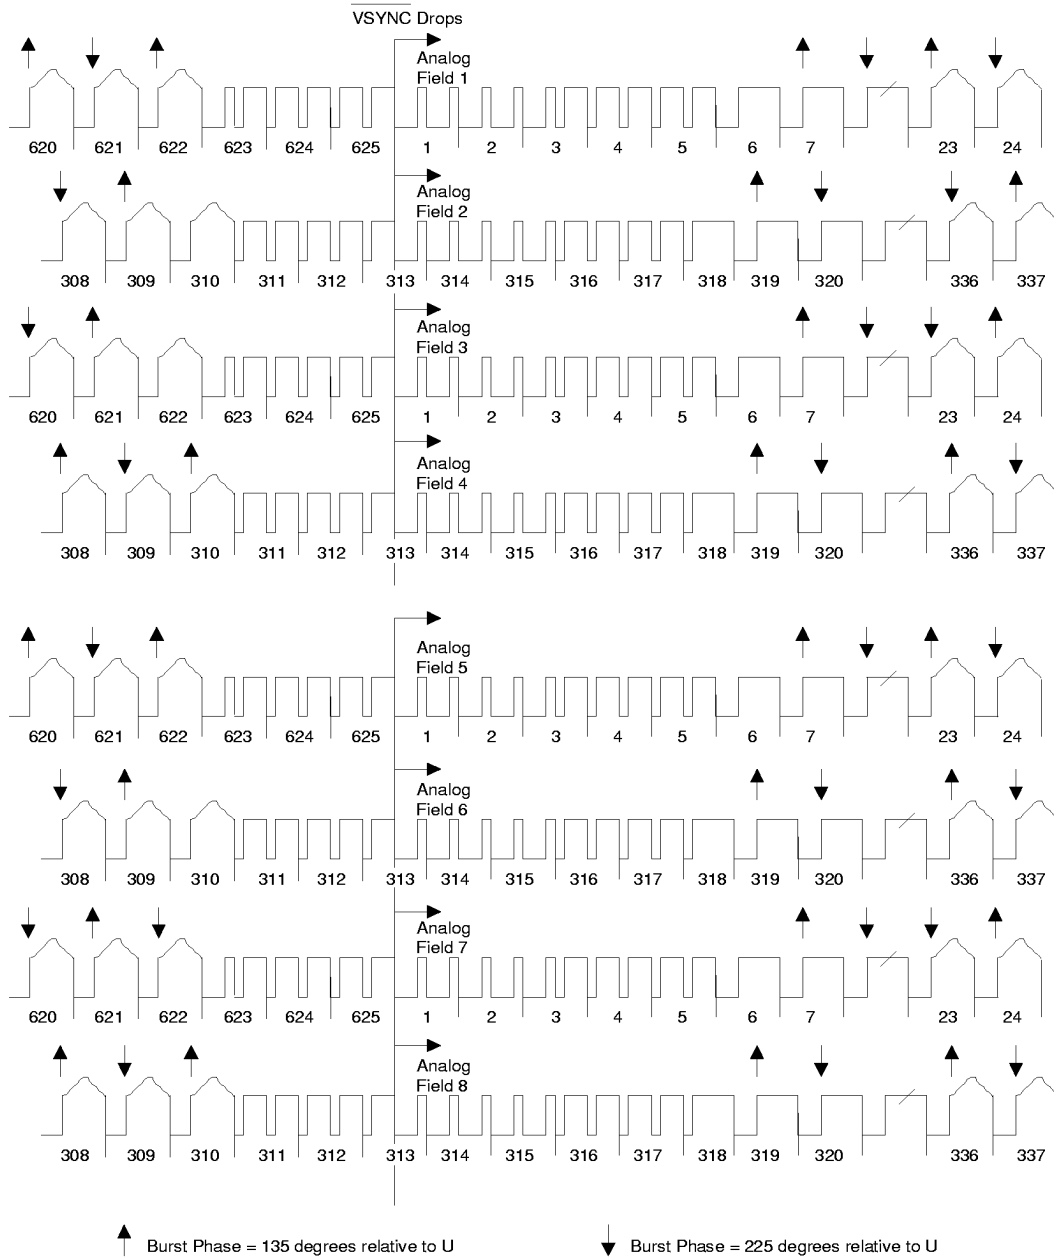 VSYNC Drops
Analog
Field 1
620 621 622 623 624 625 1 2 3 4 5 6 7 23 24
Analog
Field 2
308 309 310 311 312 313 314 315 316 317 318 319 320 336 337
Analog
Field 3
620 621 622 623 624 625 1 2 3 4 5 6 7 23 24
Analog
Field 4
308 309 310 311 312 313 314 315 316 317 318 319 320 336 337
Analog
Field 5
620 621 622 623 624 625 1 2 3 4 5 6 7 23 24
Analog
Field 6
308 309 310 311 312 313 314 315 316 317 318 319 320 336 337
Analog
Field 7
620 621 622 623 624 625 1 2 3 4 5 6 7 23 24
Analog
Field 8
308 309 310 311 312 313 314 315 316 317 318 319 320 336 337
Burst Phase = 135 degrees relative to U
Burst Phase = 225 degrees relative to U